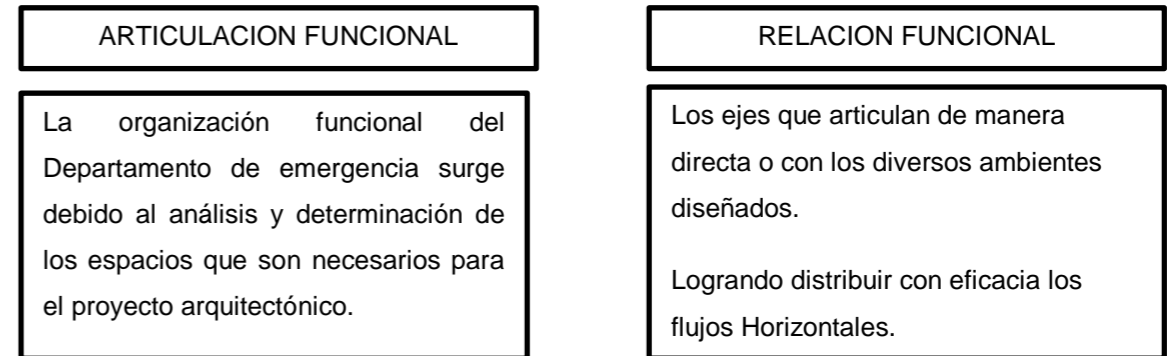 ARTICULACION FUNCIONAL
La organización funcional del
Departamento de emergencia surge
debido al análisis y determinación de
los espacios que son necesarios para
el proyecto arquitectónico.
RELACION FUNCIONAL
Los ejes que articulan de manera
directa o con los diversos ambientes
diseñados.
Logrando distribuir con eficacia los
flujos Horizontales.